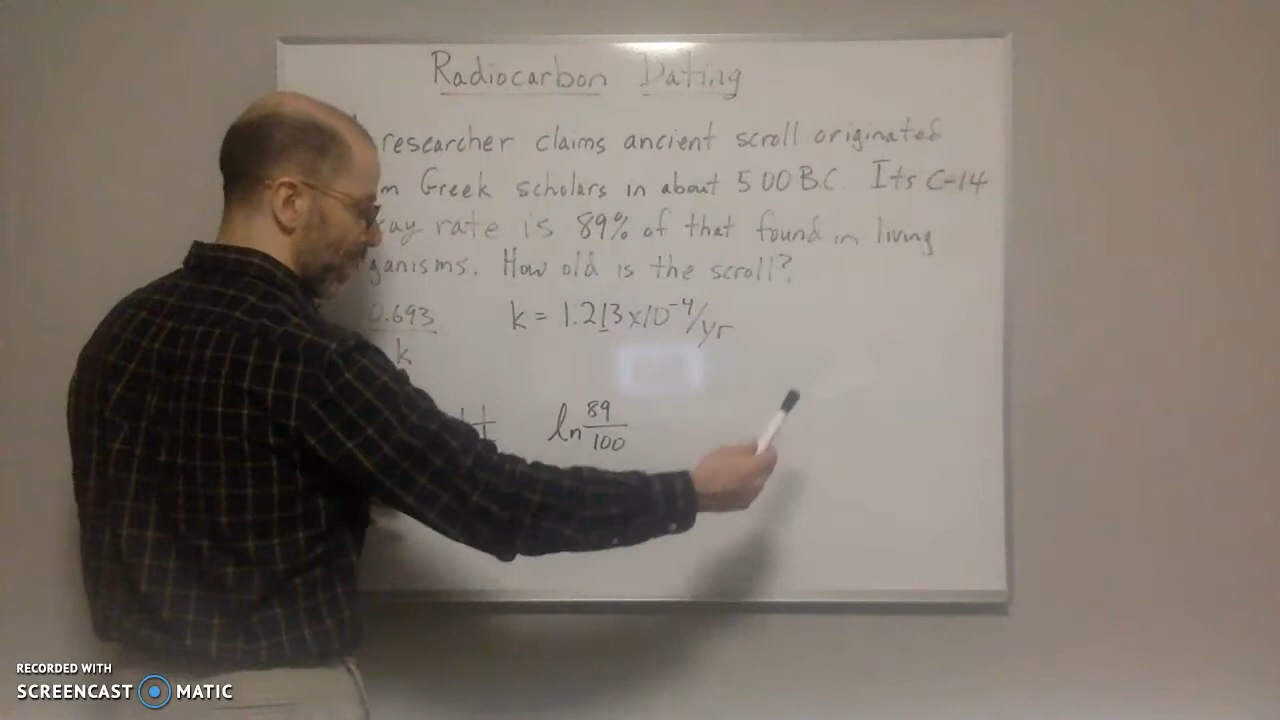 Radiocarbon Dating
researcher claims ancient scroll originated
m Greek scholars in about 500 B.C. Its C-14
cay rate is 89% of that found in living
ganisms. How old is the scroll?
0.693
k
k = 1.213x10⁻⁴/yr
ln 89/100
RECORDED WITH
SCREENCAST MATIC